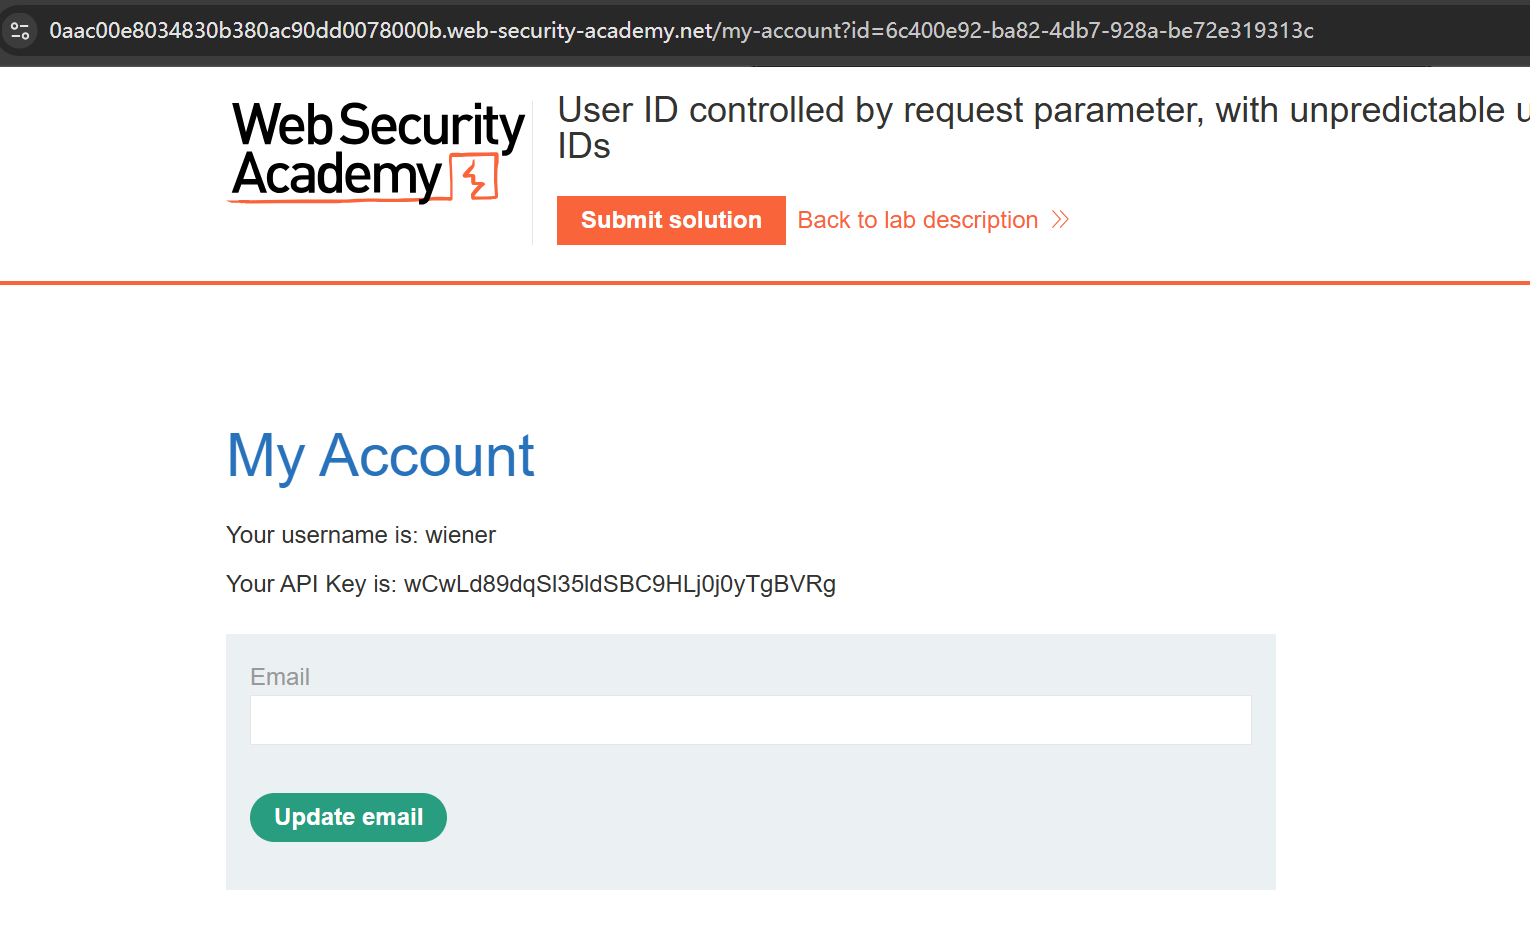 0aac00e8034830b380ac90dd0078000b.web-security-academy.net/my-account?id=6c400e92-ba82-4db7-928a-be72e319313c
Web Security
Academy
User ID controlled by request parameter, with unpredictable u
IDs
Submit solution
Back to lab description
My Account
Your username is: wiener
Your API Key is: wCwLd89dqSl35ldSBC9HLj0j0yTgBVRg
Email
Update email